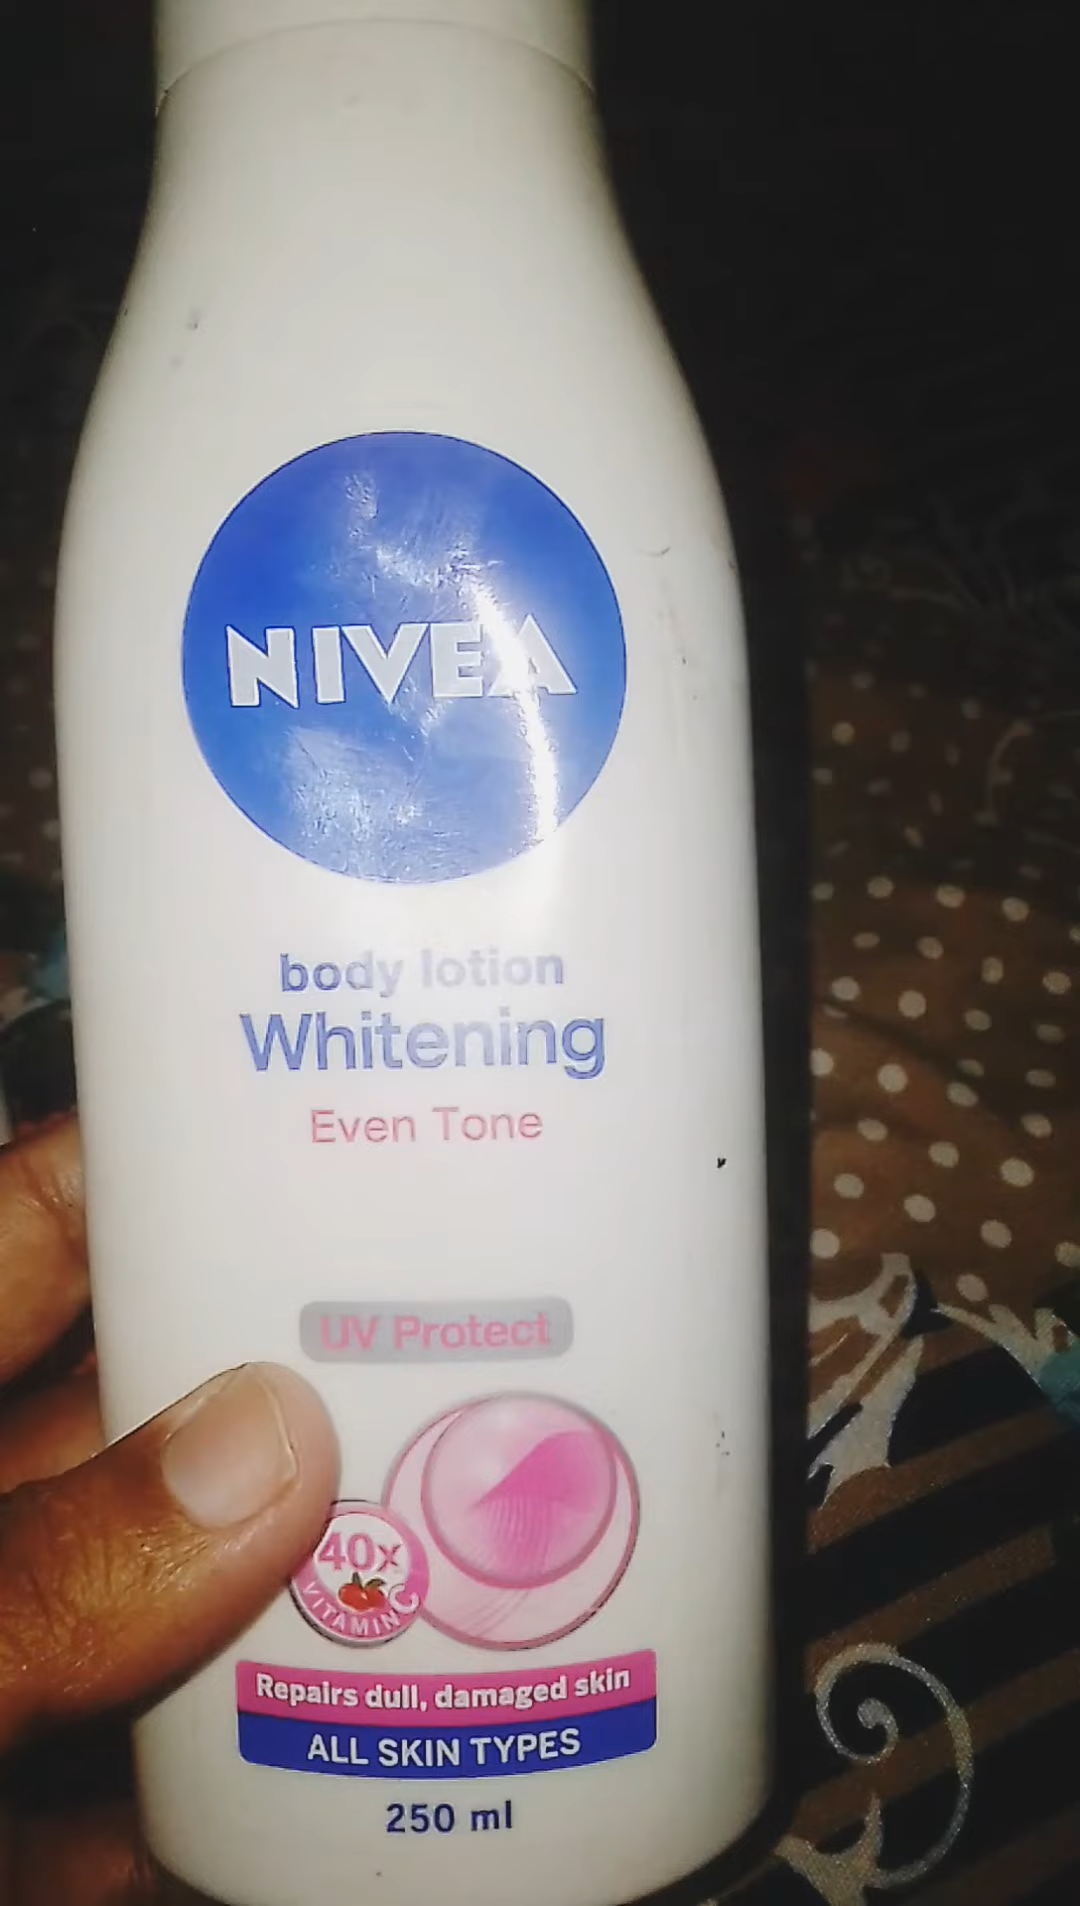 NIVEA
body lotion
Whitening
Even Tone
UV Protect
40x
VITAMIN C
Repairs dull, damaged skin
ALL SKIN TYPES
250 ml